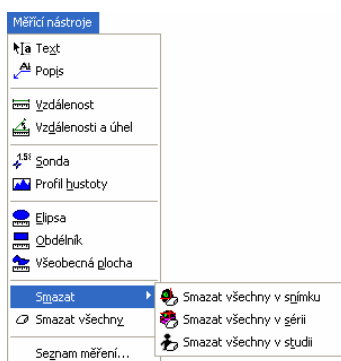 Měřící nástroje
Text
Popis
Vzdálenost
Vzdálenosti a úhel
Sonda
Profil hustoty
Elipsa
Obdélník
Všeobecná plocha
Smazat
Smazat všechny v snímku
Smazat všechny
Smazat všechny v sérii
Smazat všechny v studii
Seznam měření...